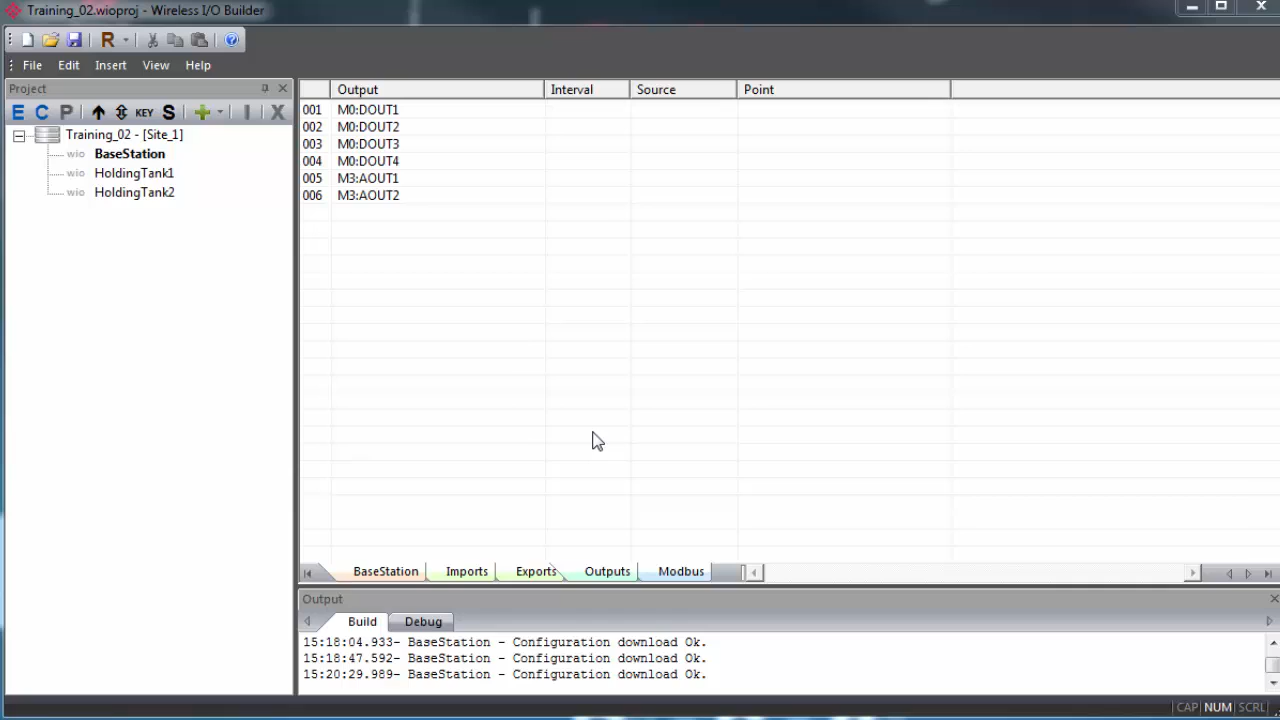 Training_02.wioproj - Wireless I/O Builder
R
File Edit Insert View Help
Project
E C P KEY S I X
Training_02 - [Site_1]
wio BaseStation
wio HoldingTank1
wio HoldingTank2
Output Interval Source Point
001 M0:DOUT1
002 M0:DOUT2
003 M0:DOUT3
004 M0:DOUT4
005 M3:AOUT1
006 M3:AOUT2
BaseStation Imports Exports Outputs Modbus
Output
Build Debug
15:18:04.933- BaseStation - Configuration download Ok.
15:18:47.592- BaseStation - Configuration download Ok.
15:20:29.989- BaseStation - Configuration download Ok.
CAP NUM SCRL